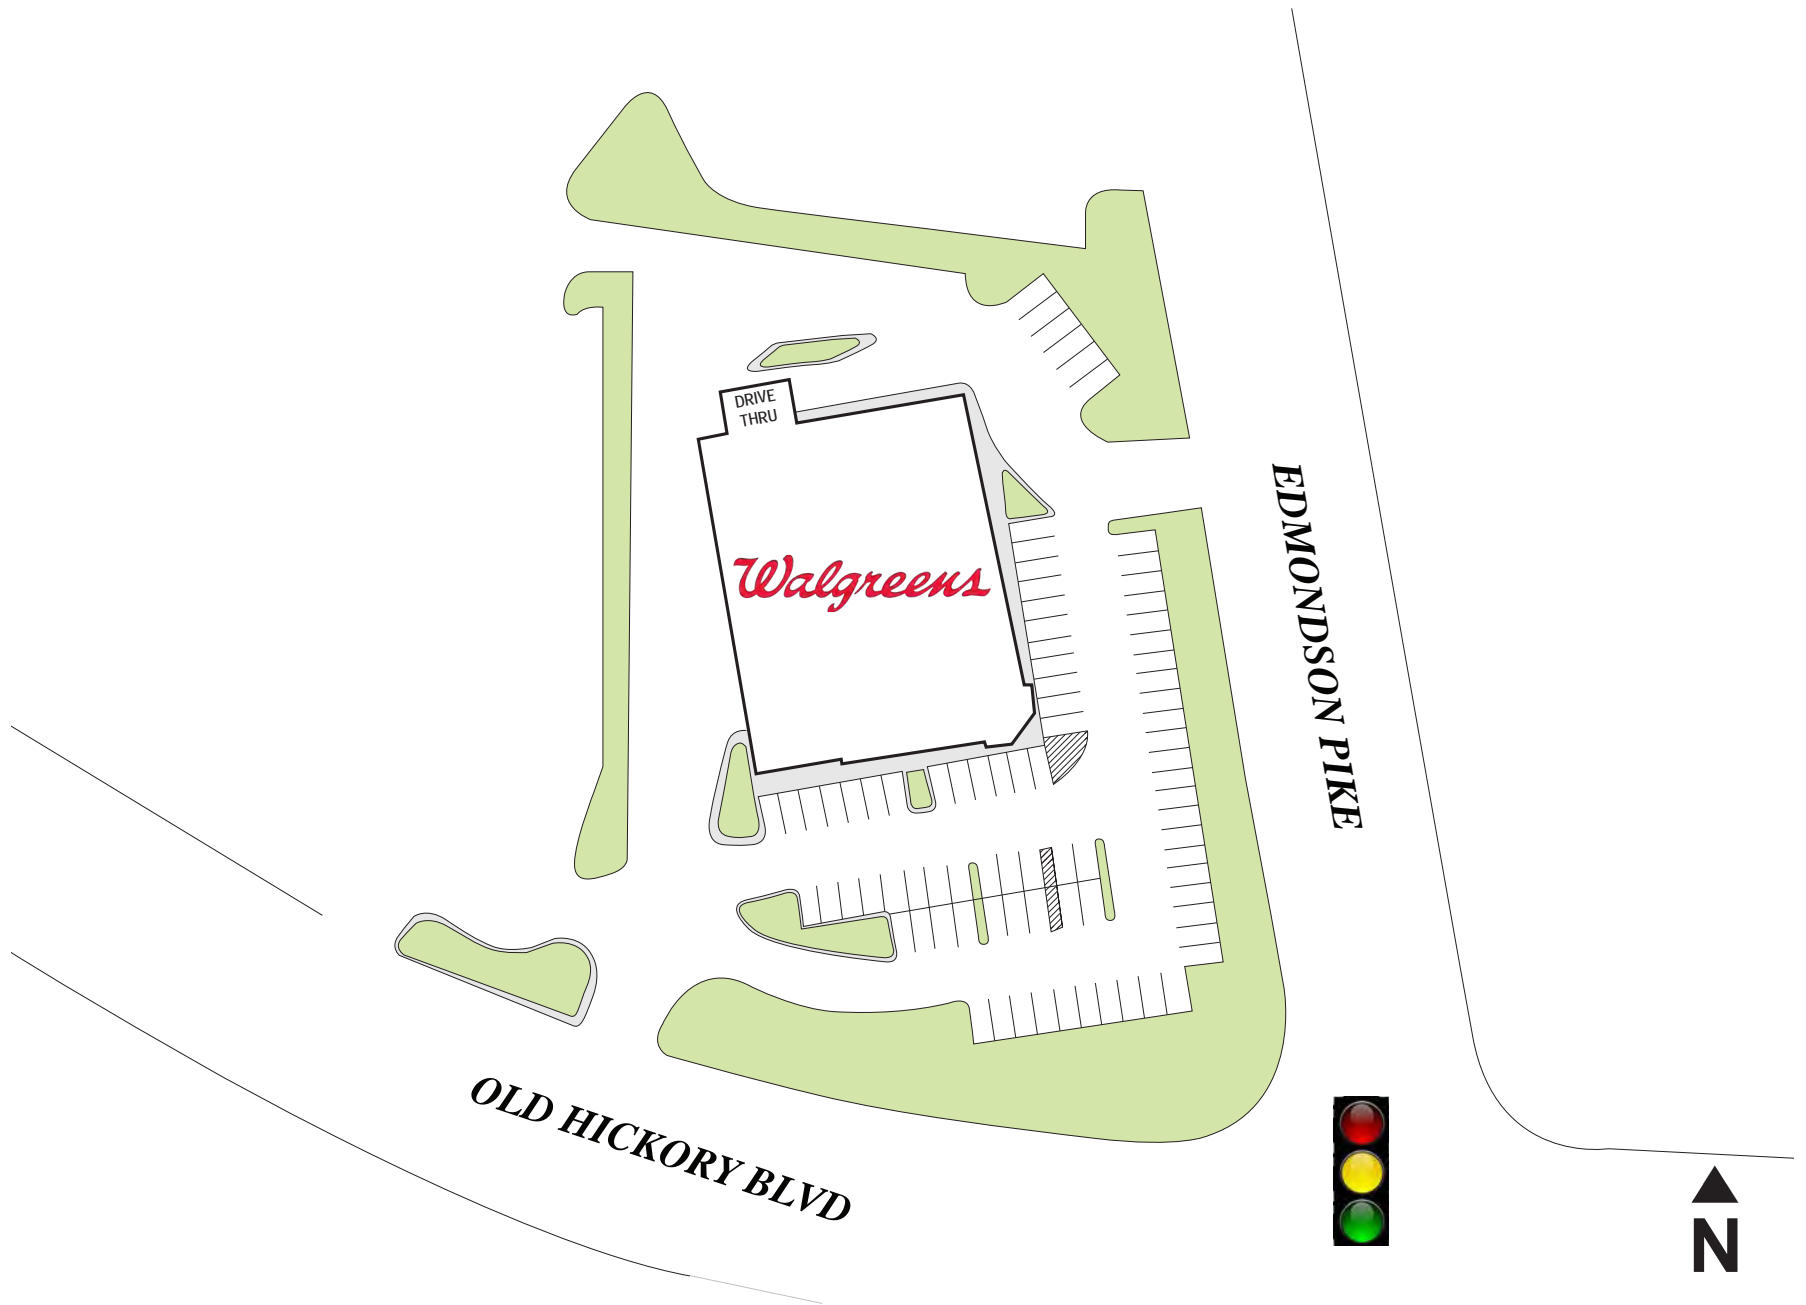 DRIVE
THRU
Walgreens
EDMONDSON PIKE
OLD HICKORY BLVD
N